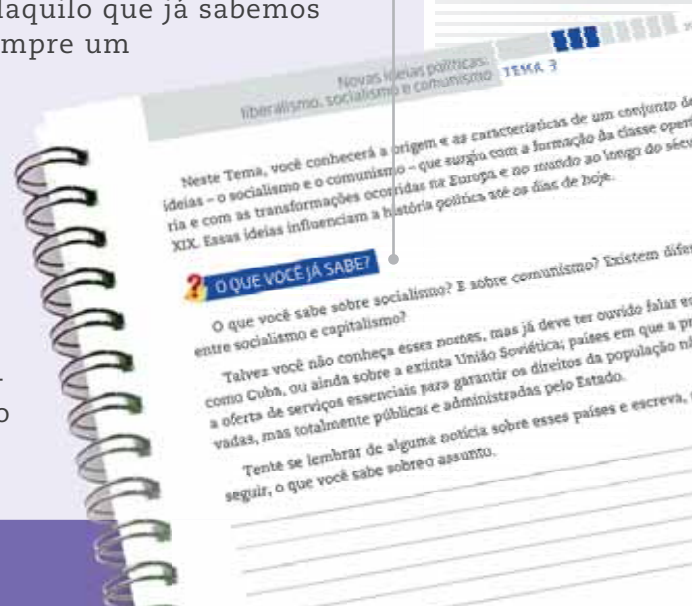 daquilo que já sabemos
mpre um
o
Novas ideias políticas:
liberalismo, socialismo e comunismo
TEMA 3
Neste Tema, você conhecerá a origem e as características de um conjunto de
ideias – o socialismo e o comunismo – que surgiu com a formação da classe operá
ria e com as transformações ocorridas na Europa e no mundo ao longo do sécu
XIX. Essas ideias influenciam a história política até os dias de hoje.
? O QUE VOCÊ JÁ SABE?
O que você sabe sobre socialismo? E sobre comunismo? Existem difer
entre socialismo e capitalismo?
Talvez você não conheça esses nomes, mas já deve ter ouvido falar e
como Cuba, ou ainda sobre a extinta União Soviética; países em que a p
a oferta de serviços essenciais para garantir os direitos da população n
vadas, mas totalmente públicas e administradas pelo Estado.
Tente se lembrar de alguma notícia sobre esses países e escreva,
seguir, o que você sabe sobre o assunto.